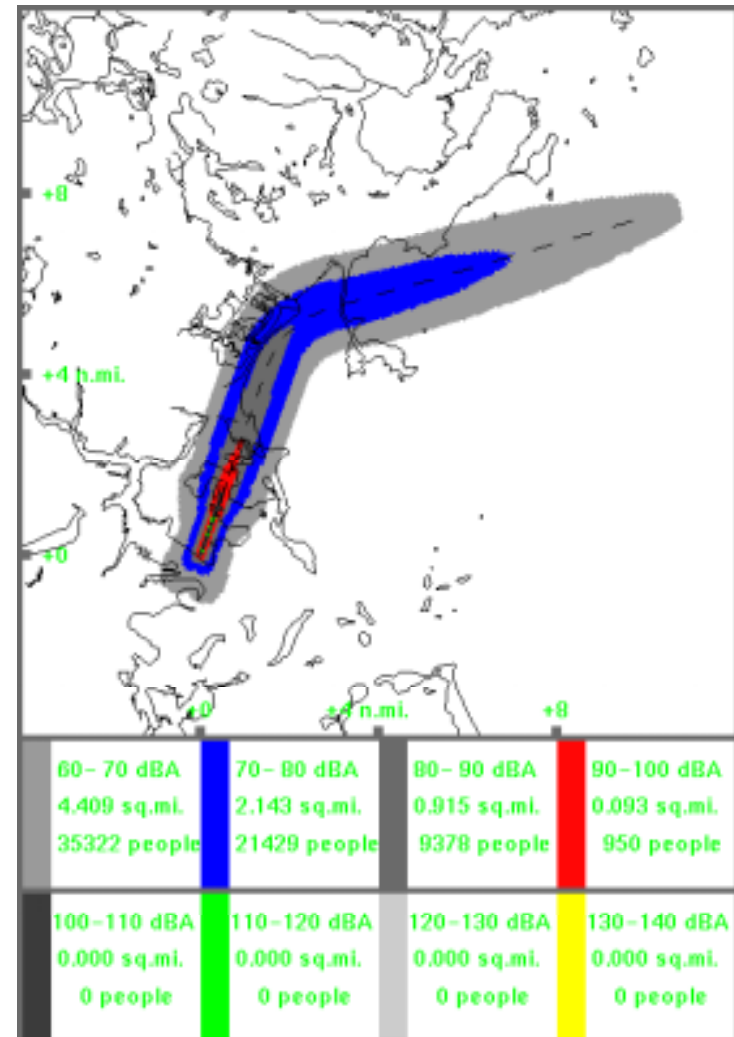 +8
+4 n.mi.
+0
+0 +4 n.mi. +8
60-70 dBA 70-80 dBA 80-90 dBA 90-100 dBA
4.409 sq.mi. 2.143 sq.mi. 0.915 sq.mi. 0.093 sq.mi.
35322 people 21429 people 9378 people 950 people
100-110 dBA 110-120 dBA 120-130 dBA 130-140 dBA
0.000 sq.mi. 0.000 sq.mi. 0.000 sq.mi. 0.000 sq.mi.
0 people 0 people 0 people 0 people